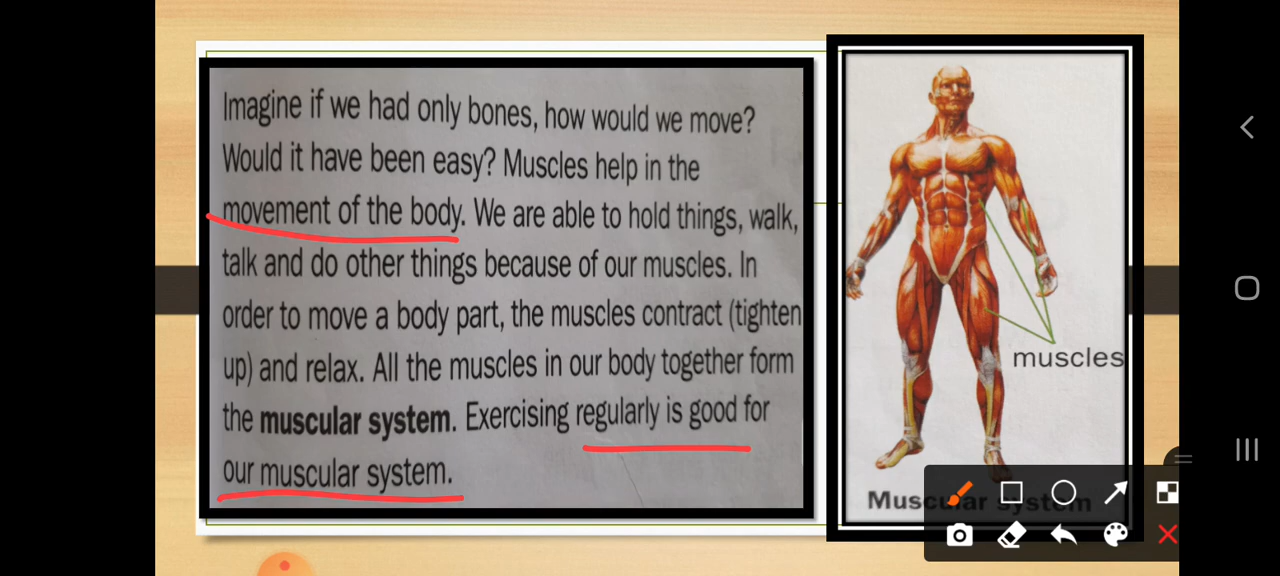 Imagine if we had only bones, how would we move?
Would it have been easy? Muscles help in the
movement of the body. We are able to hold things, walk,
talk and do other things because of our muscles. In
order to move a body part, the muscles contract (tighten
up) and relax. All the muscles in our body together form
the muscular system. Exercising regularly is good for
our muscular system.
muscles
Muscular system